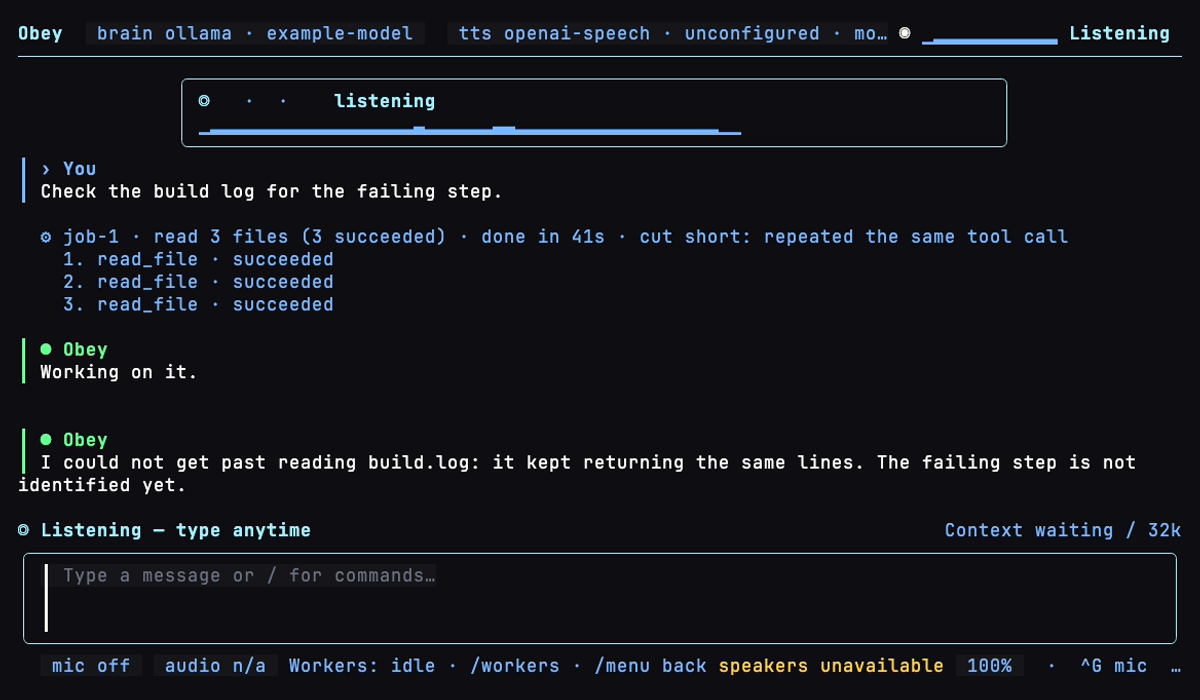 Obey  brain ollama · example-model  tts openai-speech · unconfigured · mo… Listening
listening
› You
Check the build log for the failing step.
job-1 · read 3 files (3 succeeded) · done in 41s · cut short: repeated the same tool call
1. read_file · succeeded
2. read_file · succeeded
3. read_file · succeeded
● Obey
Working on it.
● Obey
I could not get past reading build.log: it kept returning the same lines. The failing step is not
identified yet.
Listening — type anytime  Context waiting / 32k
Type a message or / for commands…
mic off  audio n/a  Workers: idle · /workers · /menu back speakers unavailable  100%  ·  ^G mic  …